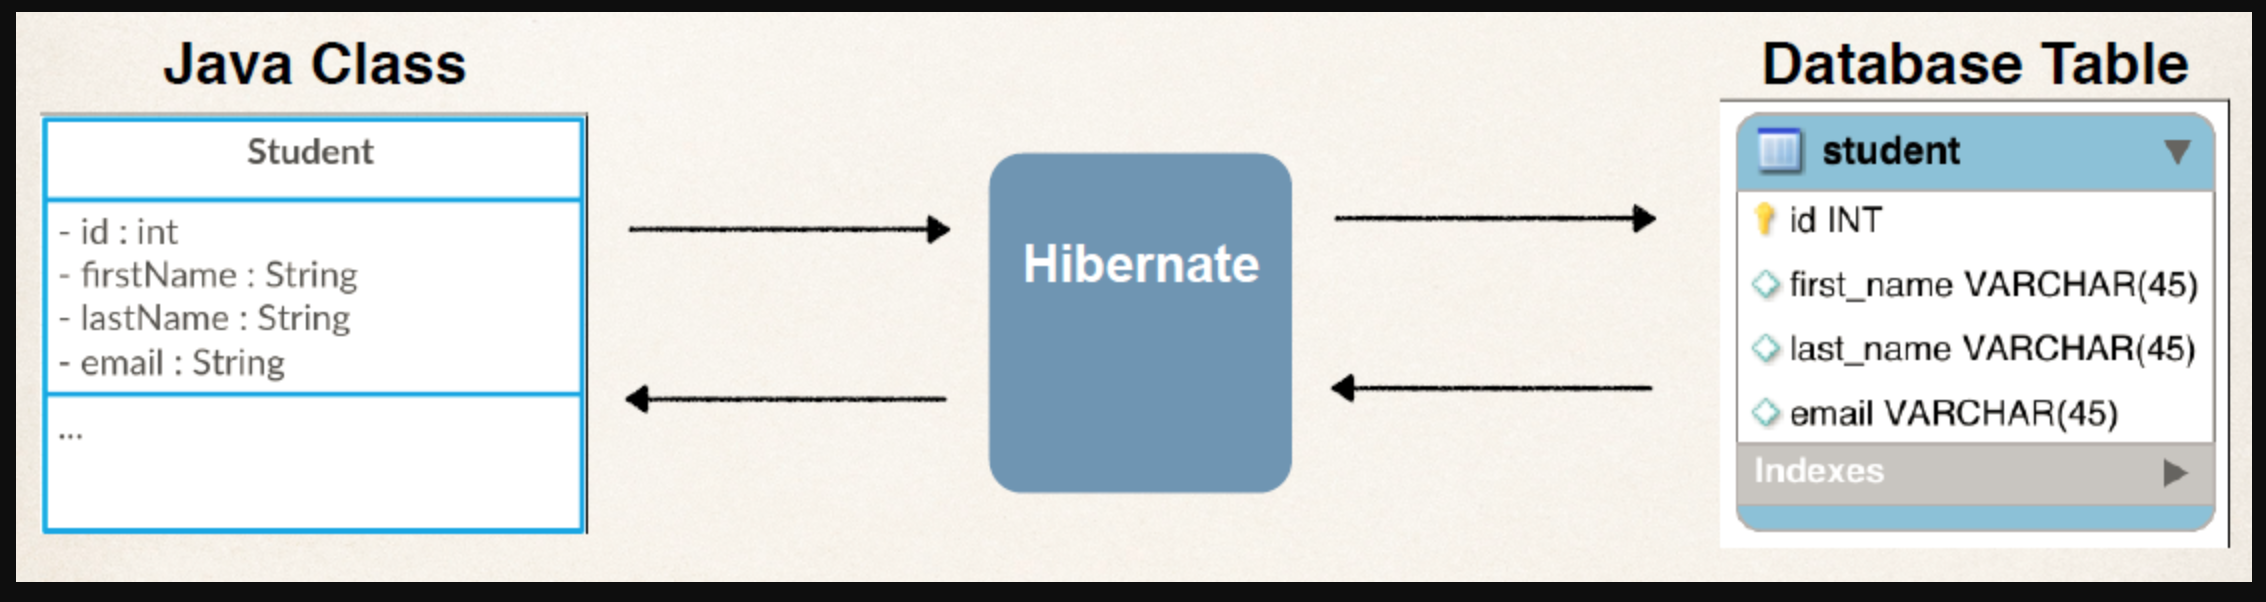 Java Class
Student
- id : int
- firstName : String
- lastName : String
- email : String
...
Hibernate
Database Table
student
id INT
first_name VARCHAR(45)
last_name VARCHAR(45)
email VARCHAR(45)
Indexes